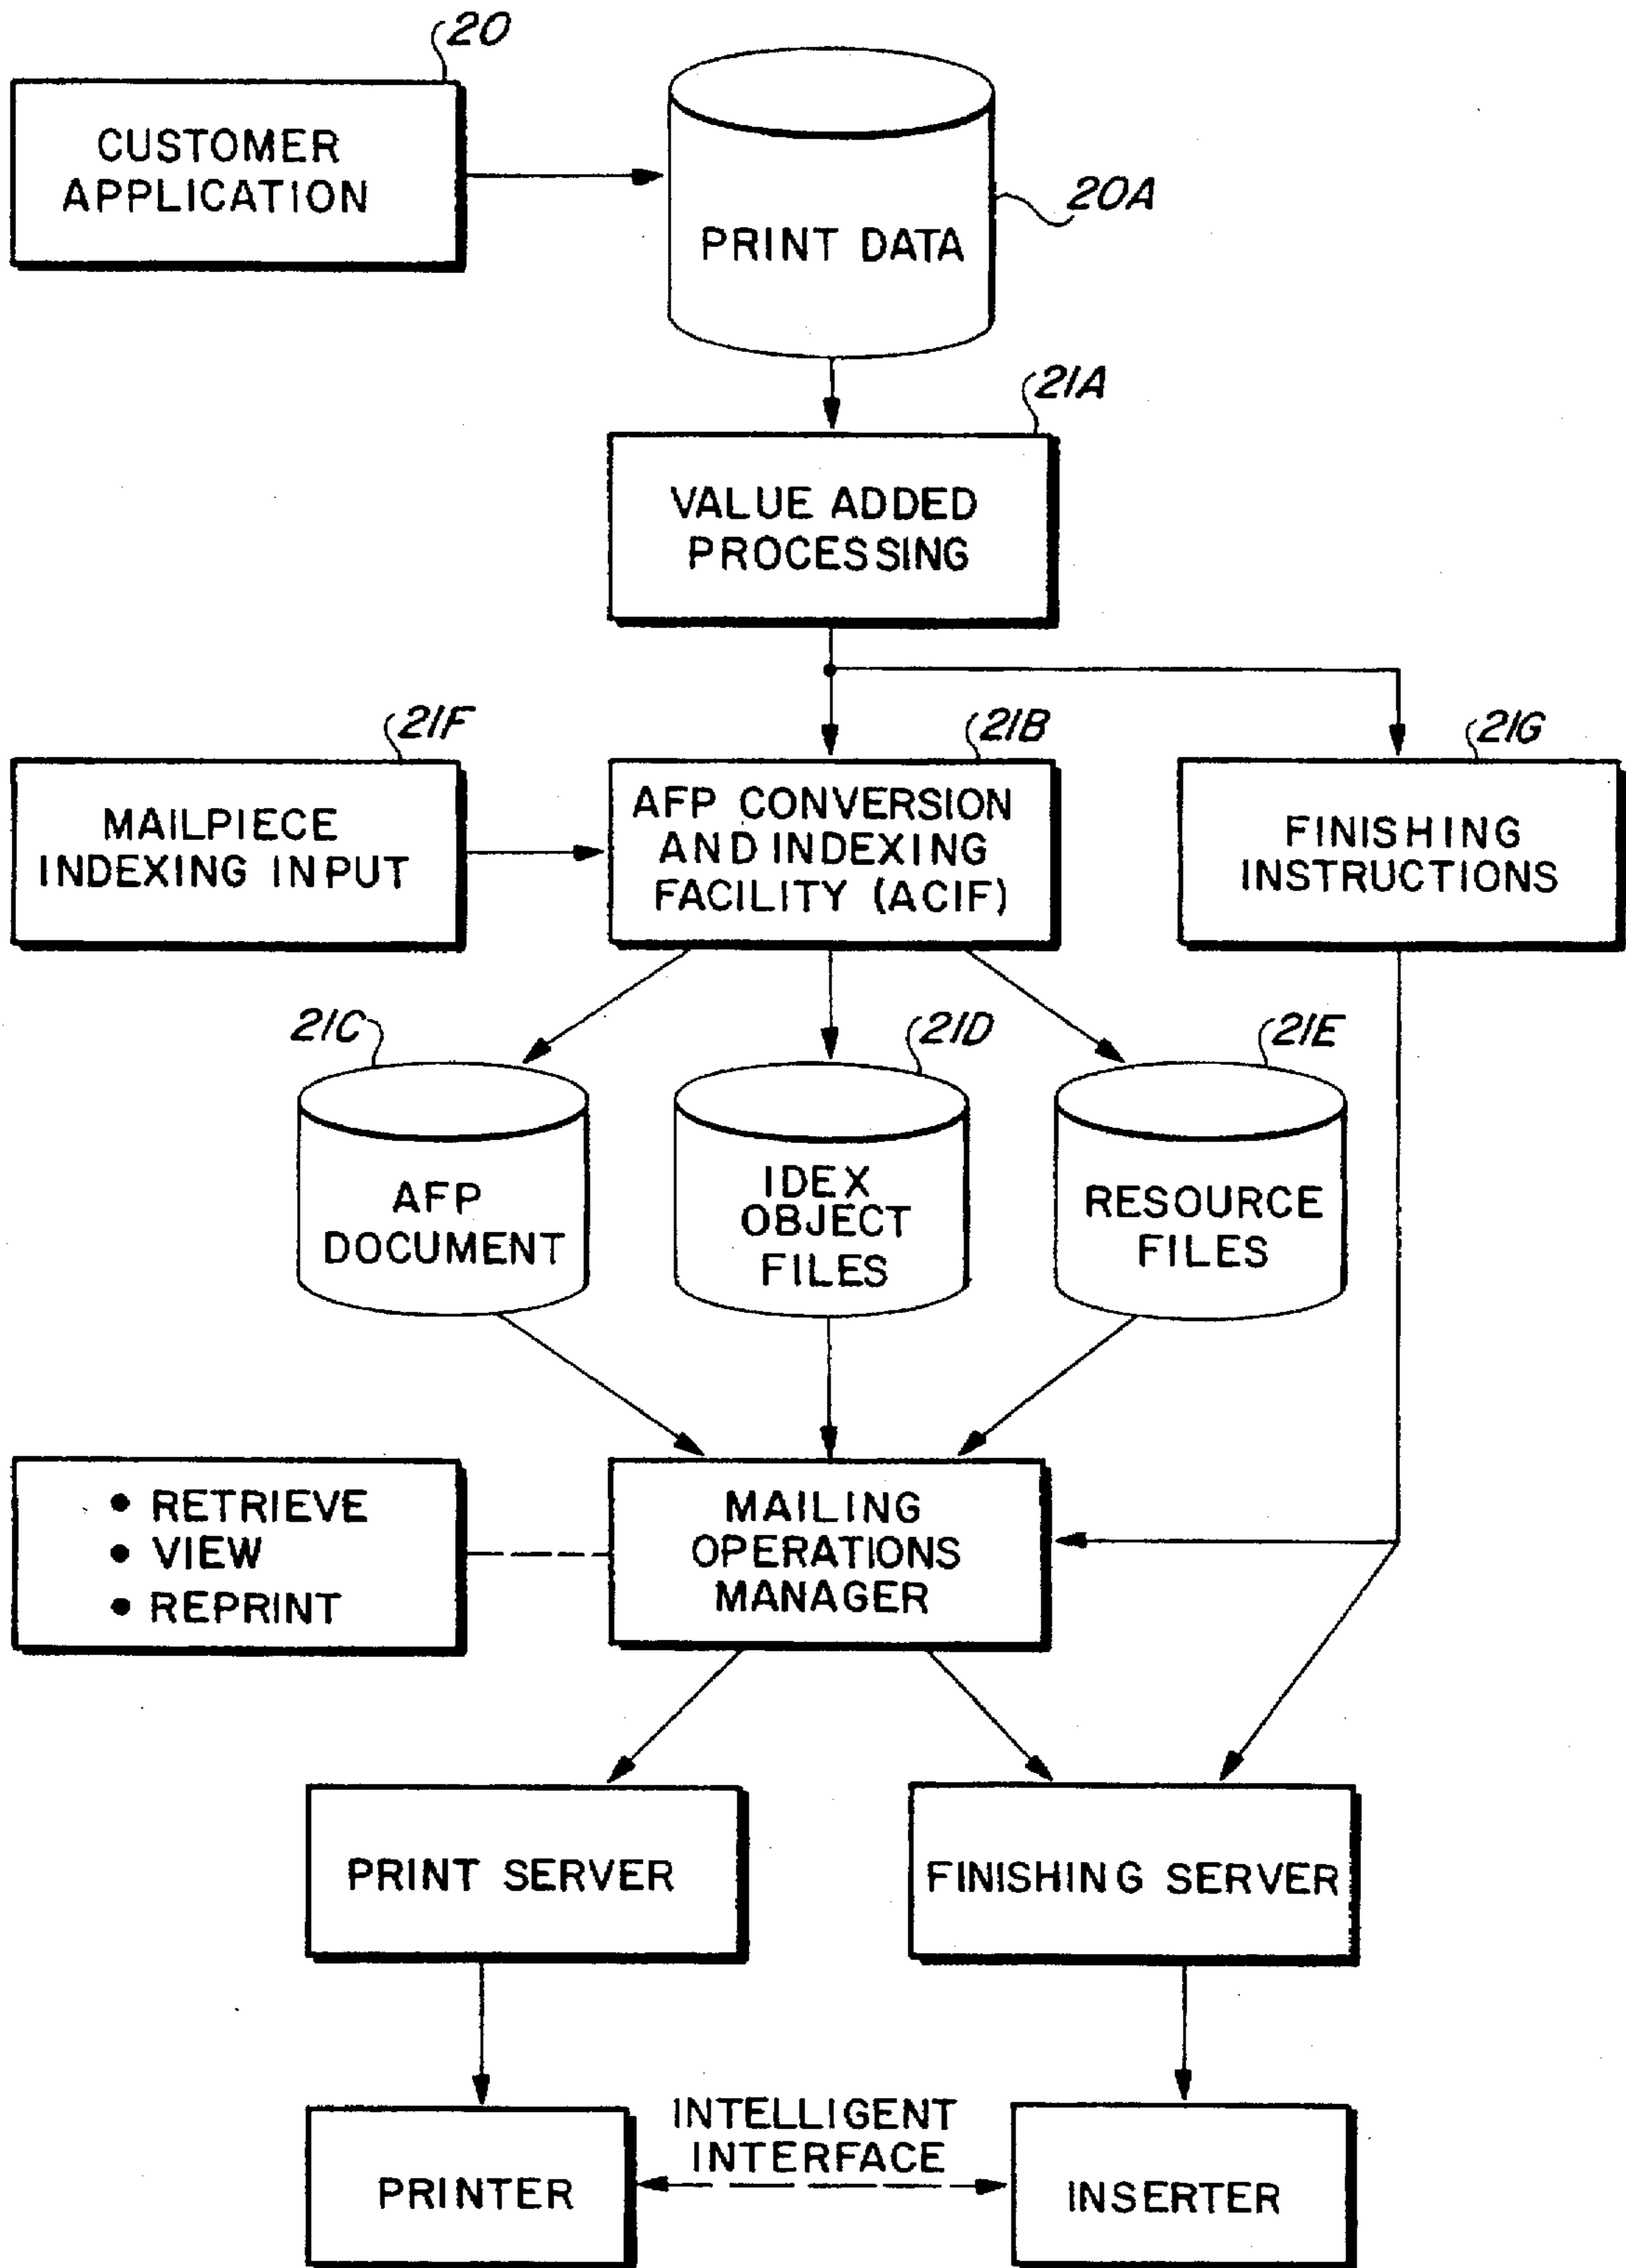 20
CUSTOMER
APPLICATION
20A
PRINT DATA
21A
VALUE ADDED
PROCESSING
21F
MAILPIECE
INDEXING INPUT
21B
AFP CONVERSION
AND INDEXING
FACILITY (ACIF)
21G
FINISHING
INSTRUCTIONS
21C
AFP
DOCUMENT
21D
IDEX
OBJECT
FILES
21E
RESOURCE
FILES
• RETRIEVE
• VIEW
• REPRINT
MAILING
OPERATIONS
MANAGER
PRINT SERVER
FINISHING SERVER
PRINTER
INTELLIGENT
INTERFACE
INSERTER